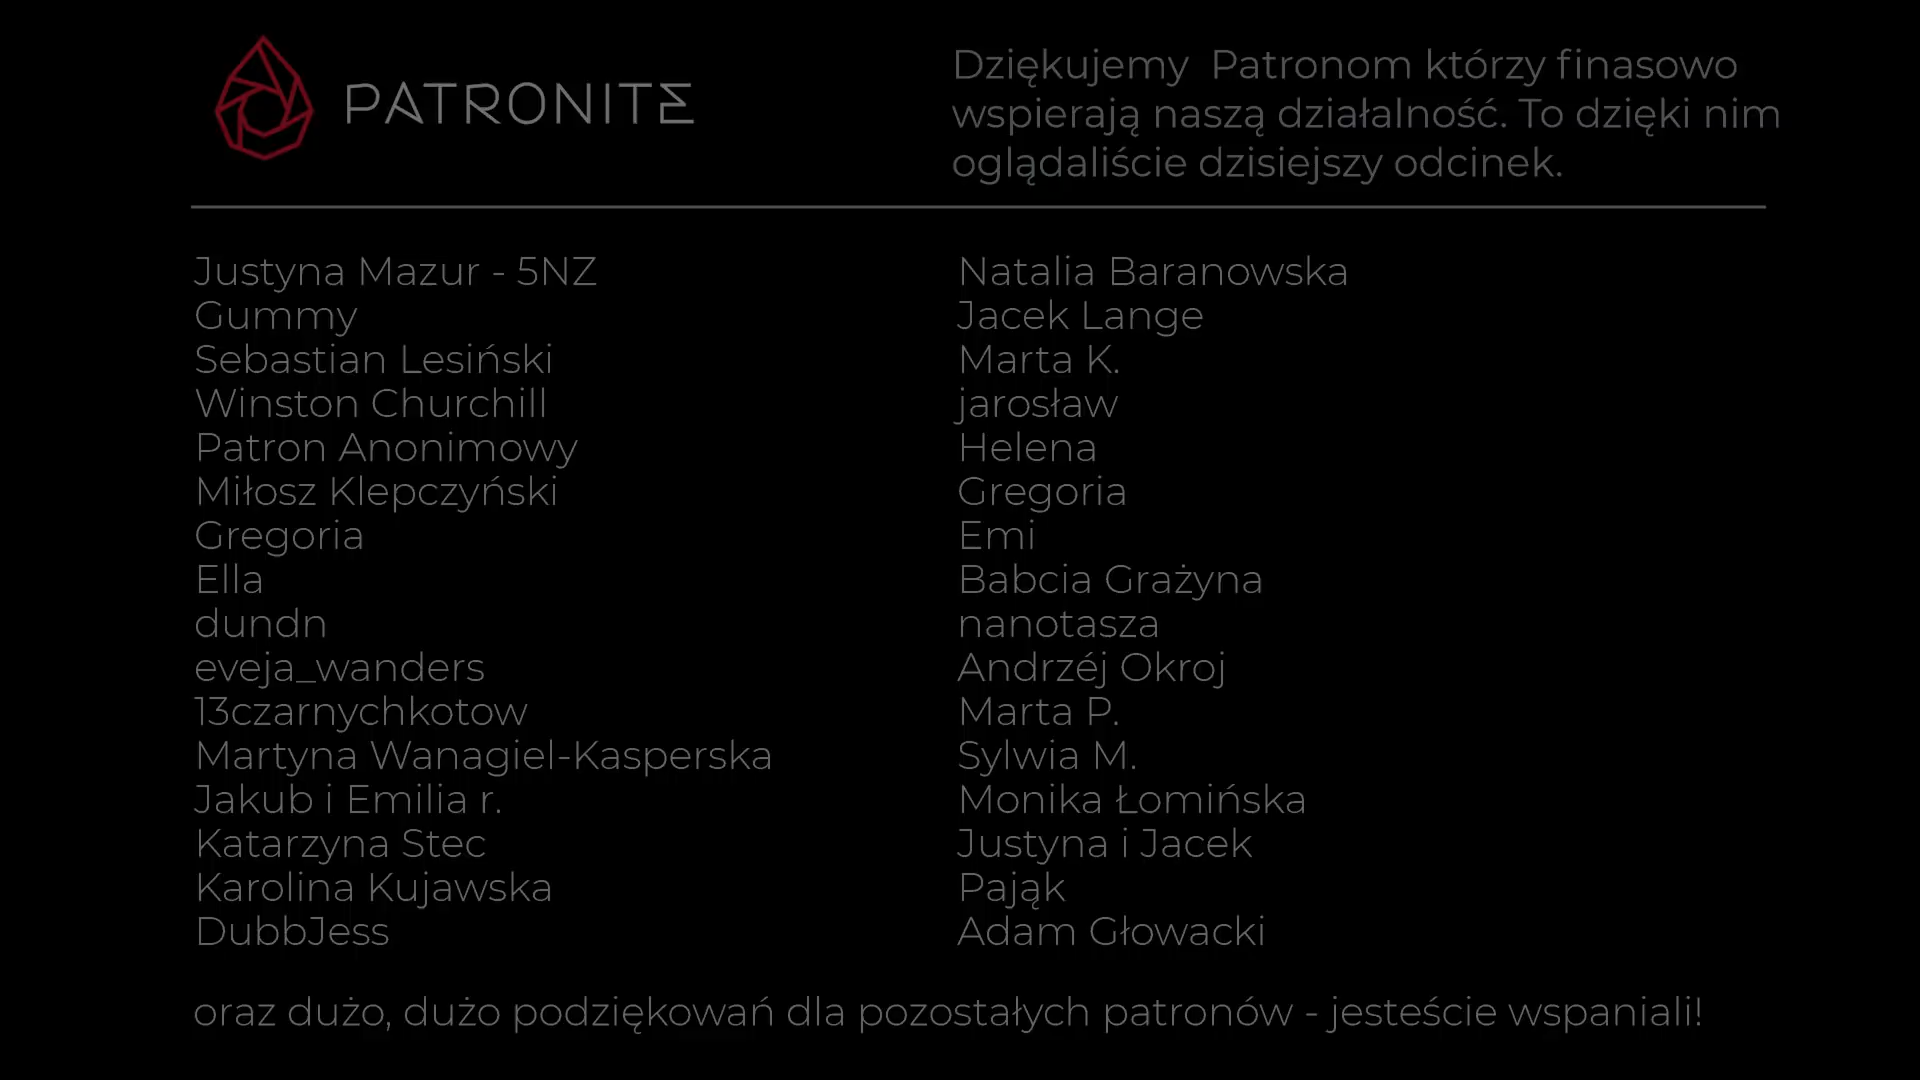 PATRONITE
Dziękujemy Patronom którzy finasowo
wspierają naszą działalność. To dzięki nim
oglądaliście dzisiejszy odcinek.
Justyna Mazur - 5NZ
Gummy
Sebastian Lesiński
Winston Churchill
Patron Anonimowy
Miłosz Klepczyński
Gregoria
Ella
dundn
eveja_wanders
13czarnychkotow
Martyna Wanagiel-Kasperska
Jakub i Emilia r.
Katarzyna Stec
Karolina Kujawska
DubbJess
Natalia Baranowska
Jacek Lange
Marta K.
jarosław
Helena
Gregoria
Emi
Babcia Grażyna
nanotasza
Andrzéj Okroj
Marta P.
Sylwia M.
Monika Łomińska
Justyna i Jacek
Pająk
Adam Głowacki
oraz dużo, dużo podziękowań dla pozostałych patronów - jesteście wspaniali!